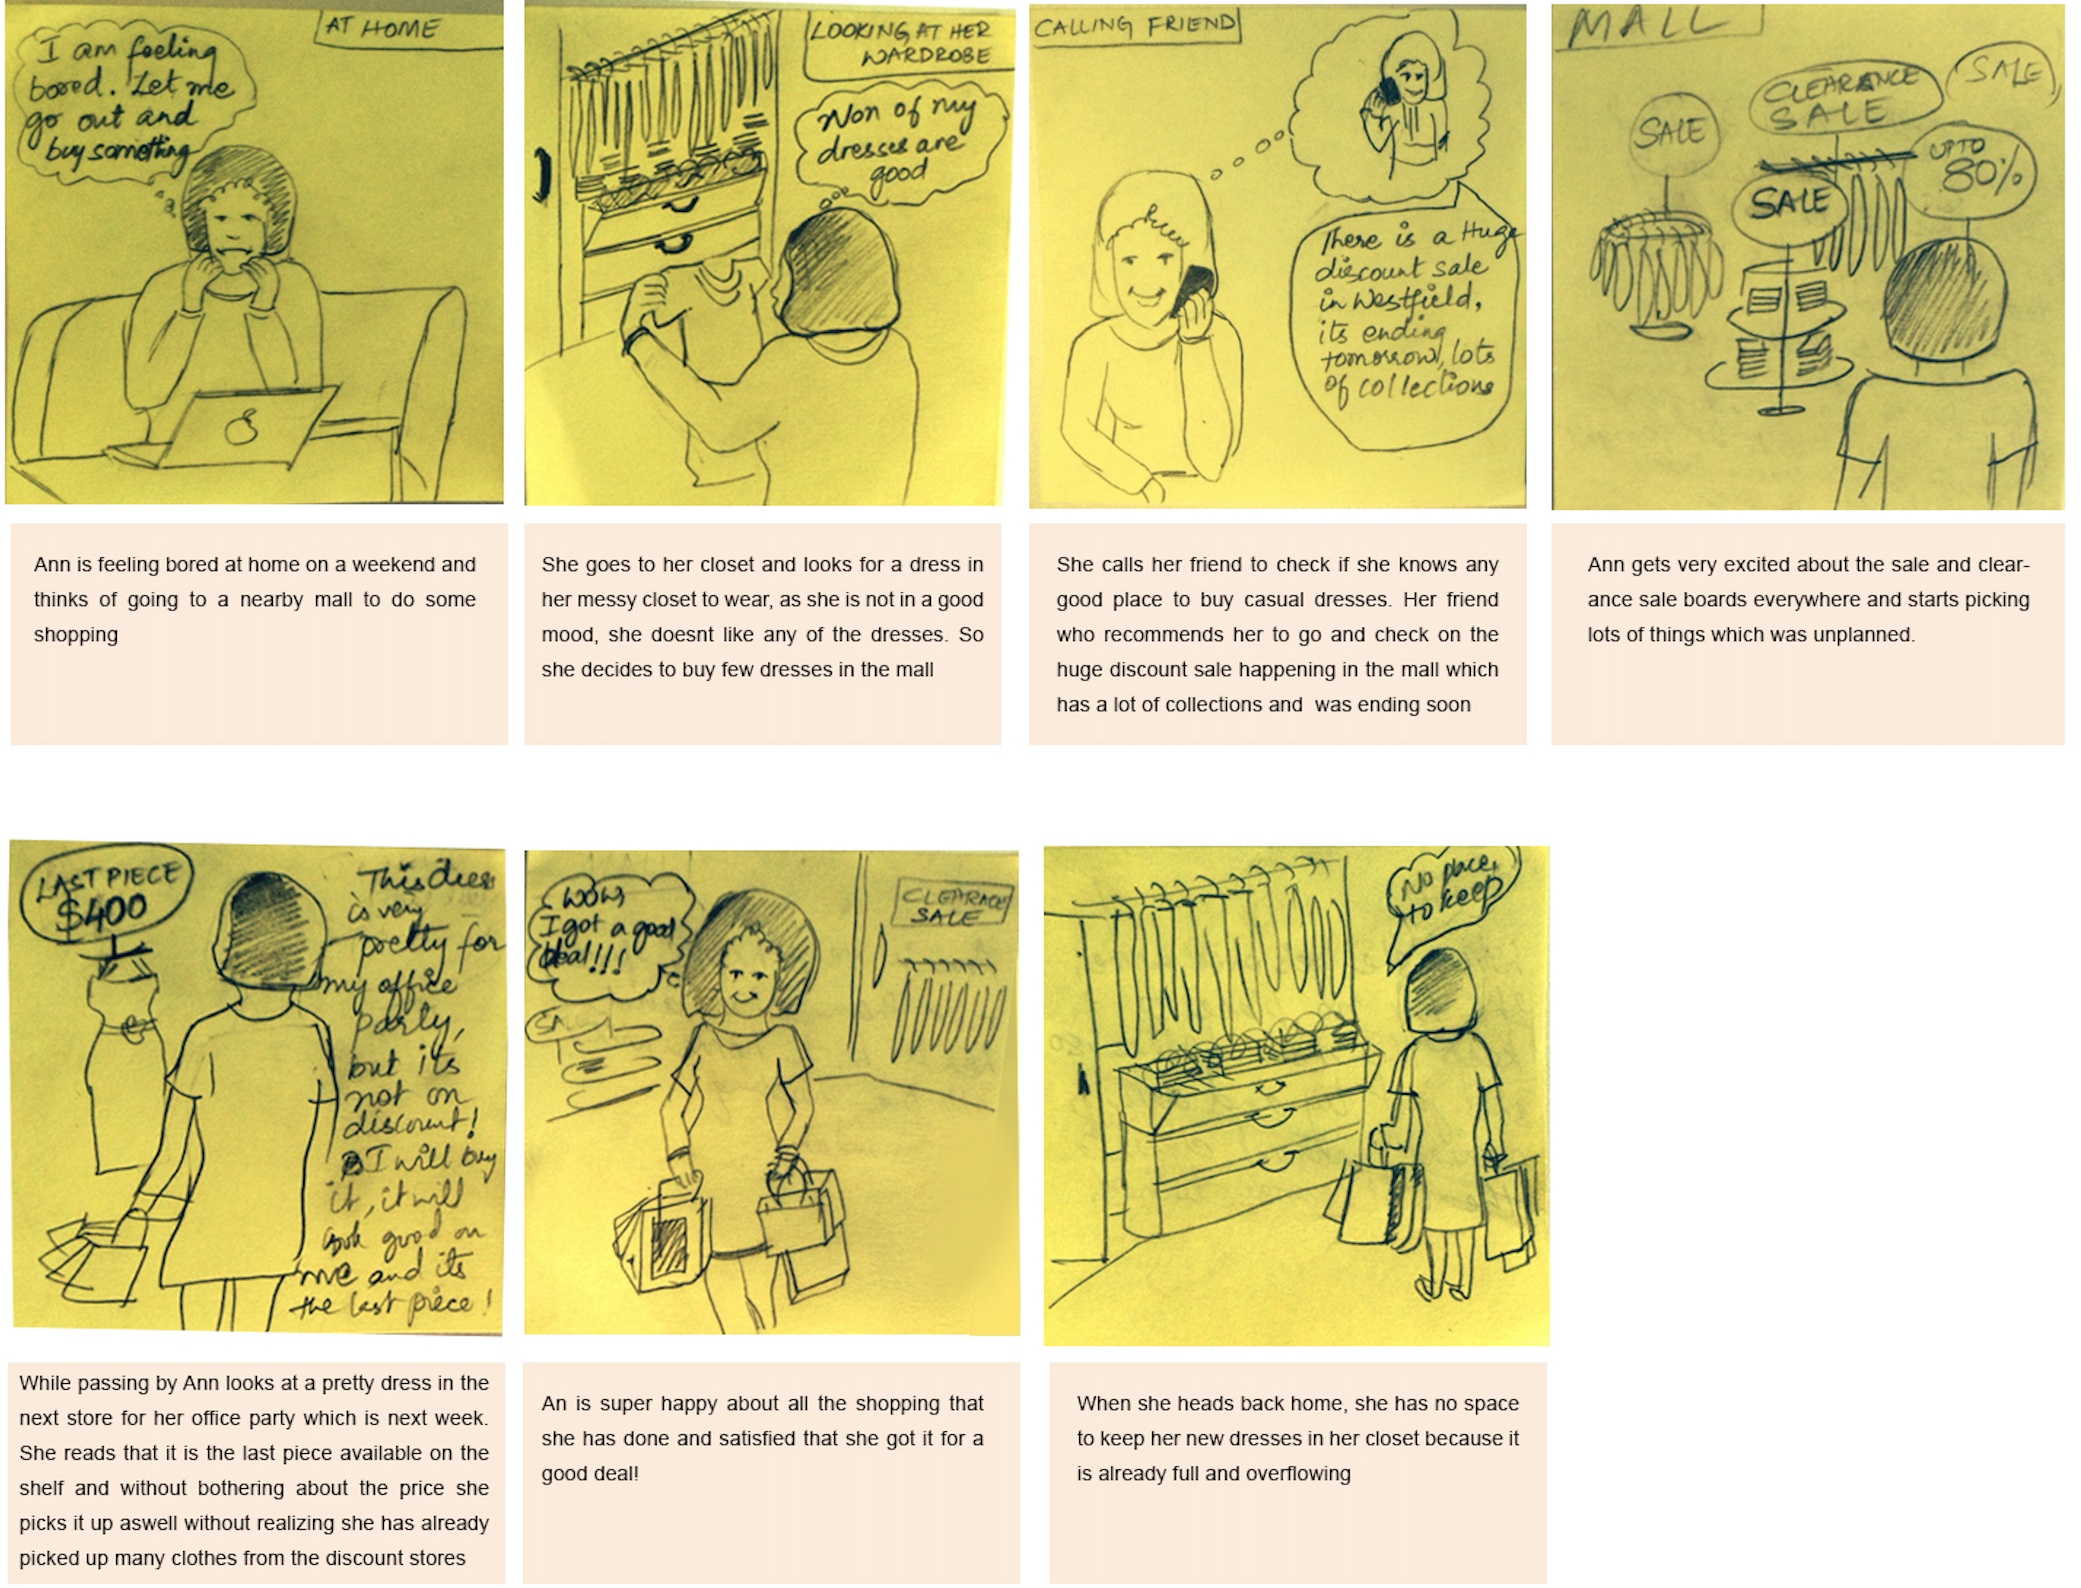 AT HOME
I am feeling
bored. Let me
go out and
buy something
LOOKING AT HER
WARDROBE
Non of my
dresses are
good
CALLING FRIEND
There is a Huge
discount sale
in Westfield,
its ending
tomorrow, lots
of collections
MALL
SALE
CLEARANCE
SALE
SALE
SALE
UPTO
80%
Ann is feeling bored at home on a weekend and
thinks of going to a nearby mall to do some
shopping
She goes to her closet and looks for a dress in
her messy closet to wear, as she is not in a good
mood, she doesnt like any of the dresses. So
she decides to buy few dresses in the mall
She calls her friend to check if she knows any
good place to buy casual dresses. Her friend
who recommends her to go and check on the
huge discount sale happening in the mall which
has a lot of collections and was ending soon
Ann gets very excited about the sale and clear-
ance sale boards everywhere and starts picking
lots of things which was unplanned.
LAST PIECE
$400
This dress
is very
pretty for
my office
party,
but its
not on
discount!
I will buy
it, it will
look good on
me and its
the last piece!
WOW,
I got a good
deal!!!
CLEARACE
SALE
No place
to keep
While passing by Ann looks at a pretty dress in the
next store for her office party which is next week.
She reads that it is the last piece available on the
shelf and without bothering about the price she
picks it up aswell without realizing she has already
picked up many clothes from the discount stores
An is super happy about all the shopping that
she has done and satisfied that she got it for a
good deal!
When she heads back home, she has no space
to keep her new dresses in her closet because it
is already full and overflowing